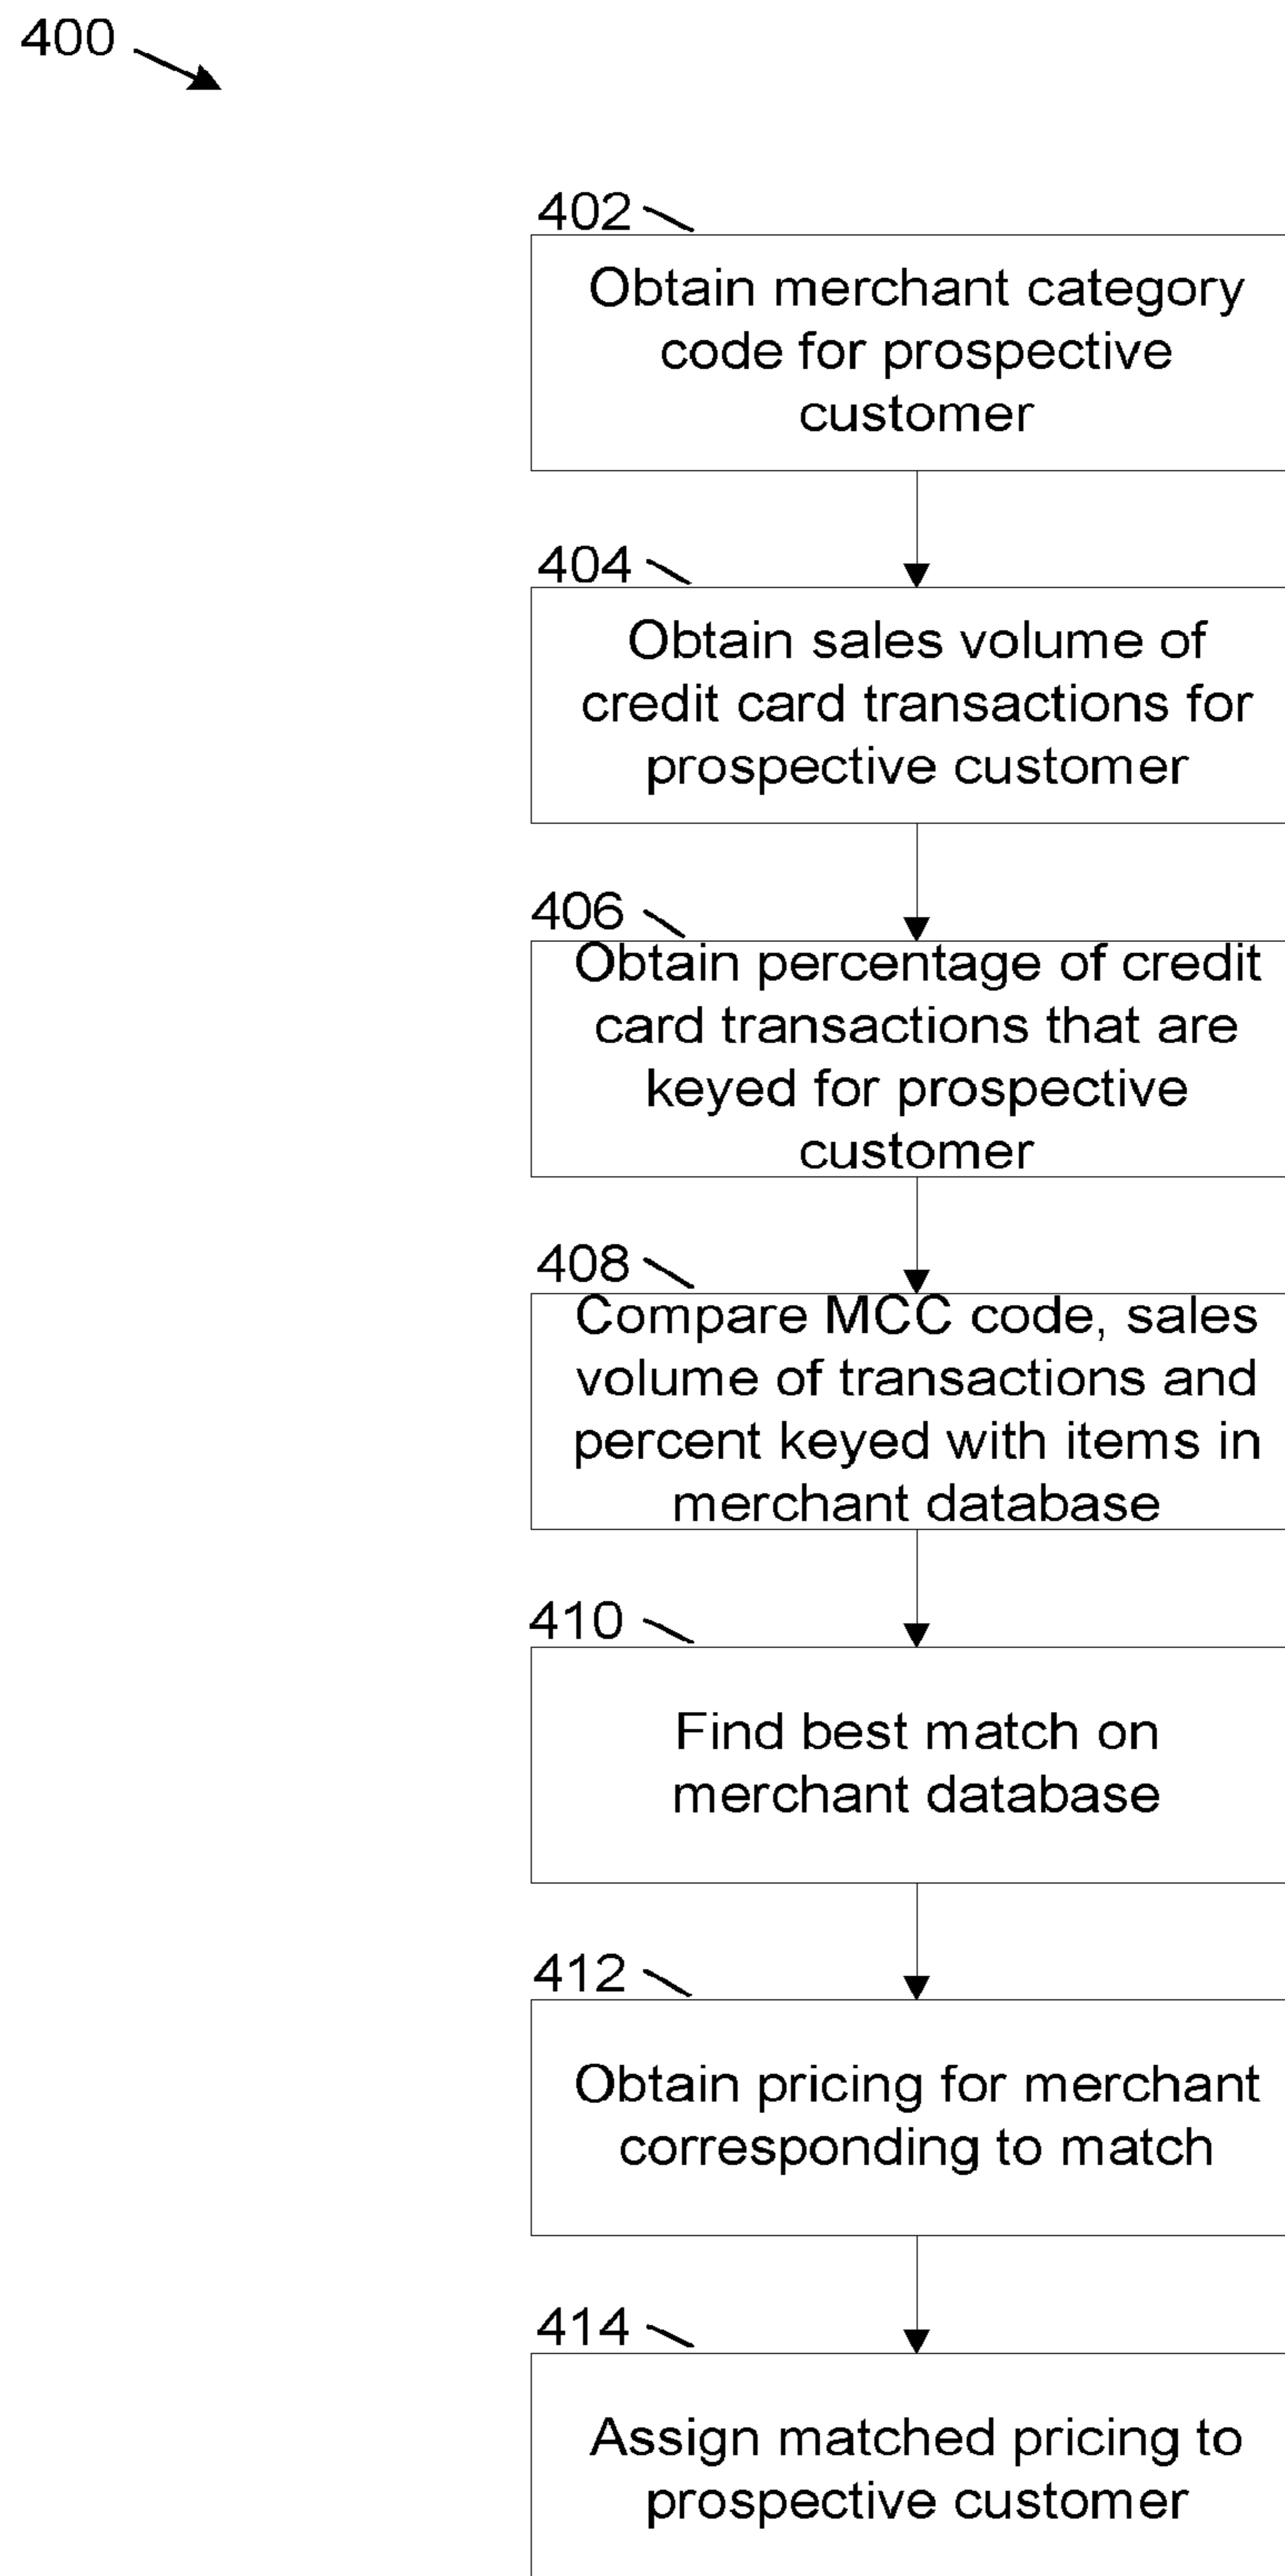 400
402
Obtain merchant category
code for prospective
customer
404
Obtain sales volume of
credit card transactions for
prospective customer
406
Obtain percentage of credit
card transactions that are
keyed for prospective
customer
408
Compare MCC code, sales
volume of transactions and
percent keyed with items in
merchant database
410
Find best match on
merchant database
412
Obtain pricing for merchant
corresponding to match
414
Assign matched pricing to
prospective customer